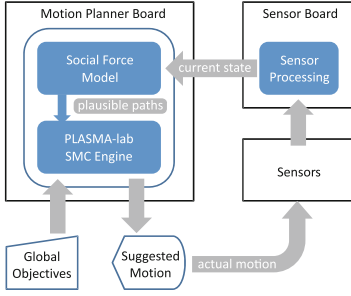 Motion Planner Board
Sensor Board
Social Force
Model
current state
Sensor
Processing
plausible paths
PLASMA-lab
SMC Engine
Sensors
Global
Objectives
Suggested
Motion
actual motion